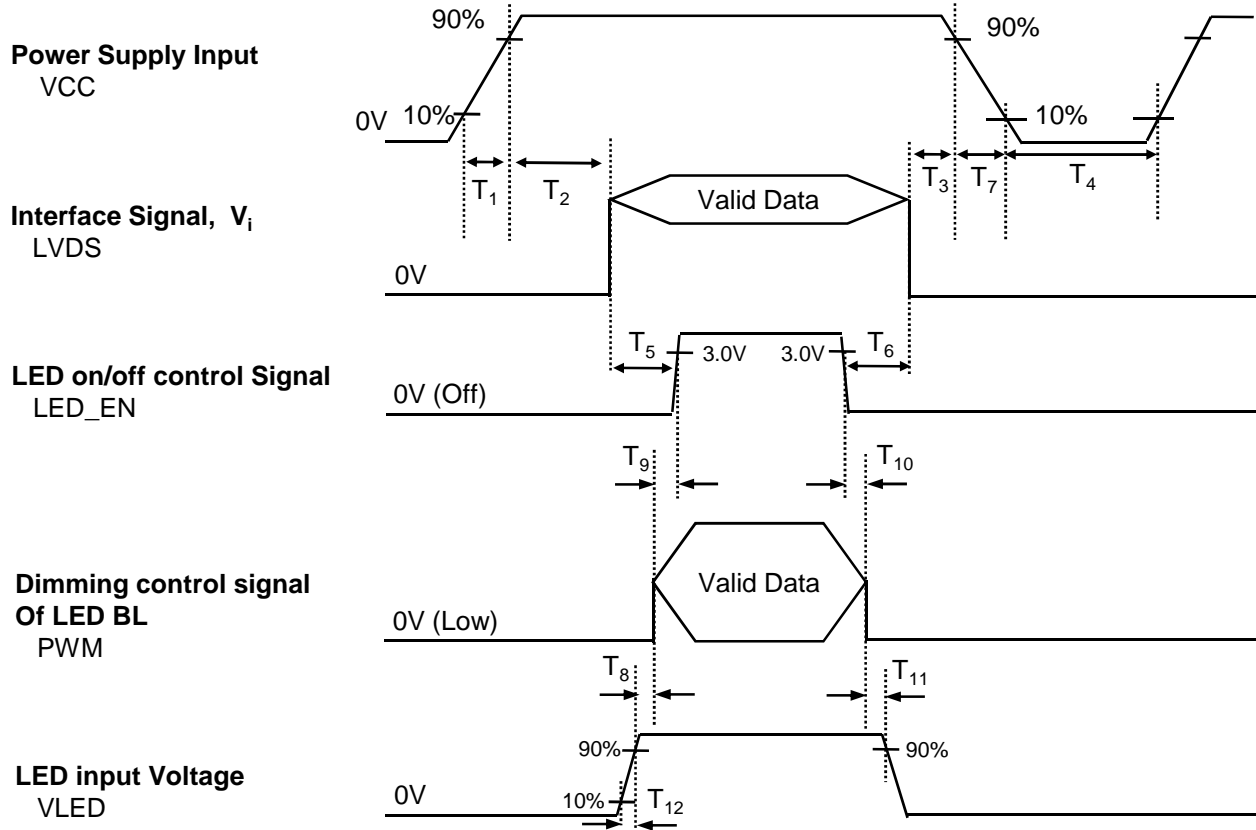 90%
90%
Power Supply Input
VCC
0V
10%
10%
T1
T2
T3
T7
T4
Interface Signal, Vi
LVDS
Valid Data
0V
T5
3.0V
3.0V
T6
LED on/off control Signal
LED_EN
0V (Off)
T9
T10
Dimming control signal
Of LED BL
PWM
Valid Data
0V (Low)
T8
T11
90%
90%
LED input Voltage
VLED
0V
10%
T12